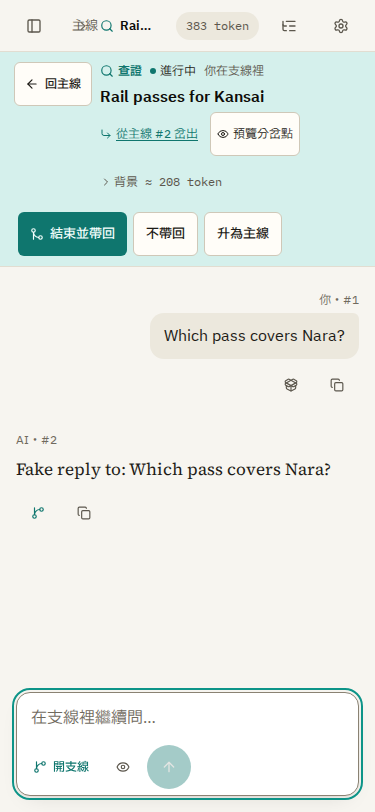 主線 Rai... 383 token
回主線
查證 進行中 你在支線裡
Rail passes for Kansai
從主線 #2 岔出 預覽分岔點
背景 ≈ 208 token
結束並帶回 不帶回 升為主線
你 · #1
Which pass covers Nara?
AI · #2
Fake reply to: Which pass covers Nara?
在支線裡繼續問…
開支線